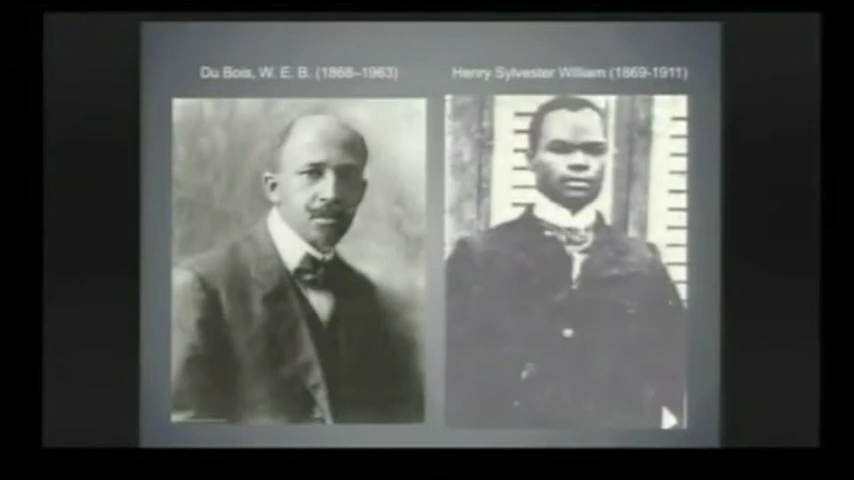 Du Bois, W. E. B. (1868–1963)
Henry Sylvester William (1869-1911)